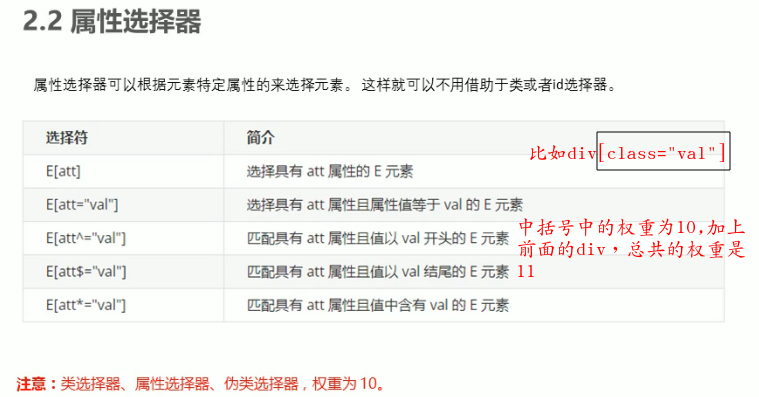 2.2 属性选择器
属性选择器可以根据元素特定属性的来选择元素。 这样就可以不用借助于类或者id选择器。
选择符 简介
比如div[class="val"]
E[att] 选择具有 att 属性的 E 元素
E[att="val"] 选择具有 att 属性且属性值等于 val 的 E 元素
E[att^="val"] 匹配具有 att 属性且值以 val 开头的 E 元素
中括号中的权重为10,加上
前面的div，总共的权重是
11
E[att$="val"] 匹配具有 att 属性且值以 val 结尾的 E 元素
E[att*="val"] 匹配具有 att 属性且值中含有 val 的 E 元素
注意：类选择器、属性选择器、伪类选择器，权重为 10。